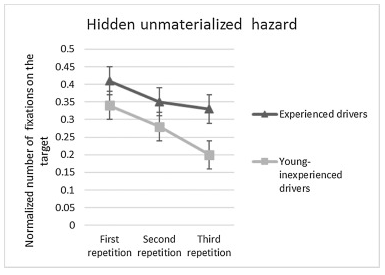 Hidden unmaterialized hazard
Normalized number of fixations on the
target
0.5
0.45
0.4
0.35
0.3
0.25
0.2
0.15
0.1
0.05
0
First
repetition
Second
repetition
Third
repetition
Experienced drivers
Young-
inexperienced
drivers